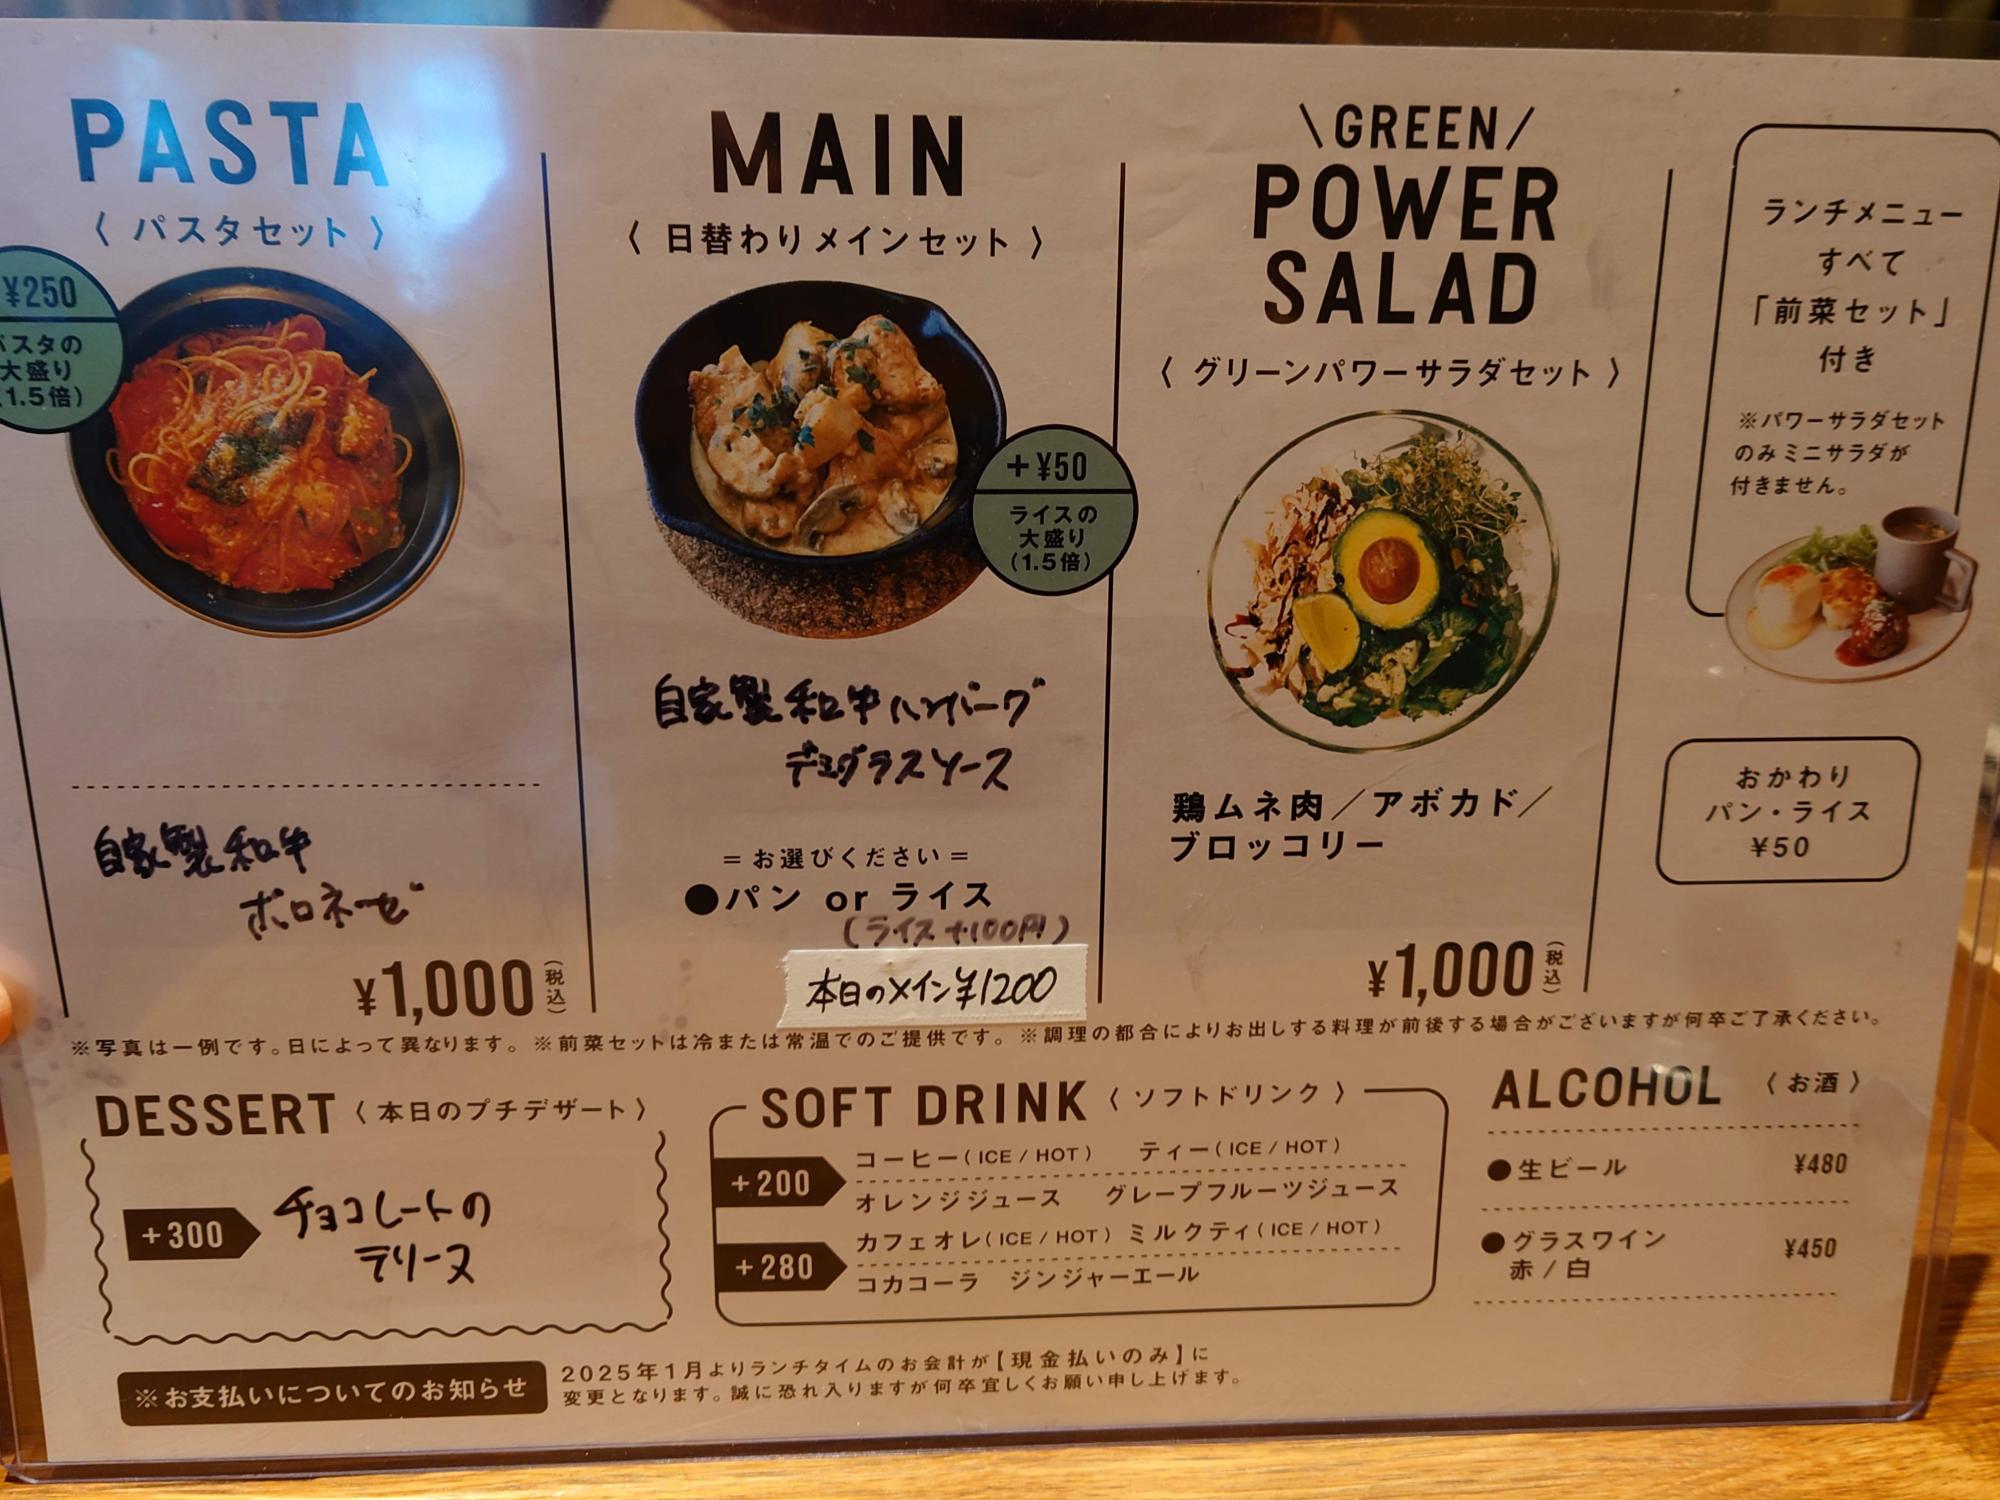 PASTA
〈 パスタセット 〉
¥250
パスタの
大盛り
(1.5倍)
自家製和牛
ボロネーゼ
¥1,000(税込)
MAIN
〈 日替わりメインセット 〉
+¥50
ライスの
大盛り
(1.5倍)
自家製和牛ハンバーグ
デミグラスソース
=お選びください=
●パン or ライス
(ライス+100円)
本日のメイン¥1200
\GREEN/
POWER
SALAD
〈 グリーンパワーサラダセット 〉
鶏ムネ肉/アボカド/
ブロッコリー
¥1,000(税込)
ランチメニュー
すべて
「前菜セット」
付き
※パワーサラダセット
のみミニサラダが
付きません。
おかわり
パン・ライス
¥50
※写真は一例です。日によって異なります。※前菜セットは冷または常温でのご提供です。※調理の都合によりお出しする料理が前後する場合がございますが何卒ご了承ください。
DESSERT〈 本日のプチデザート 〉
+300 チョコレートの
テリーヌ
SOFT DRINK〈 ソフトドリンク 〉
+200
コーヒー(ICE/HOT) ティー(ICE/HOT)
オレンジジュース グレープフルーツジュース
+280
カフェオレ(ICE/HOT) ミルクティ(ICE/HOT)
コカコーラ ジンジャーエール
ALCOHOL 〈 お酒 〉
●生ビール ¥480
●グラスワイン ¥450
赤/白
※お支払いについてのお知らせ
2025年1月よりランチタイムのお会計が【現金払いのみ】に
変更となります。誠に恐れ入りますが何卒宜しくお願い申し上げます。